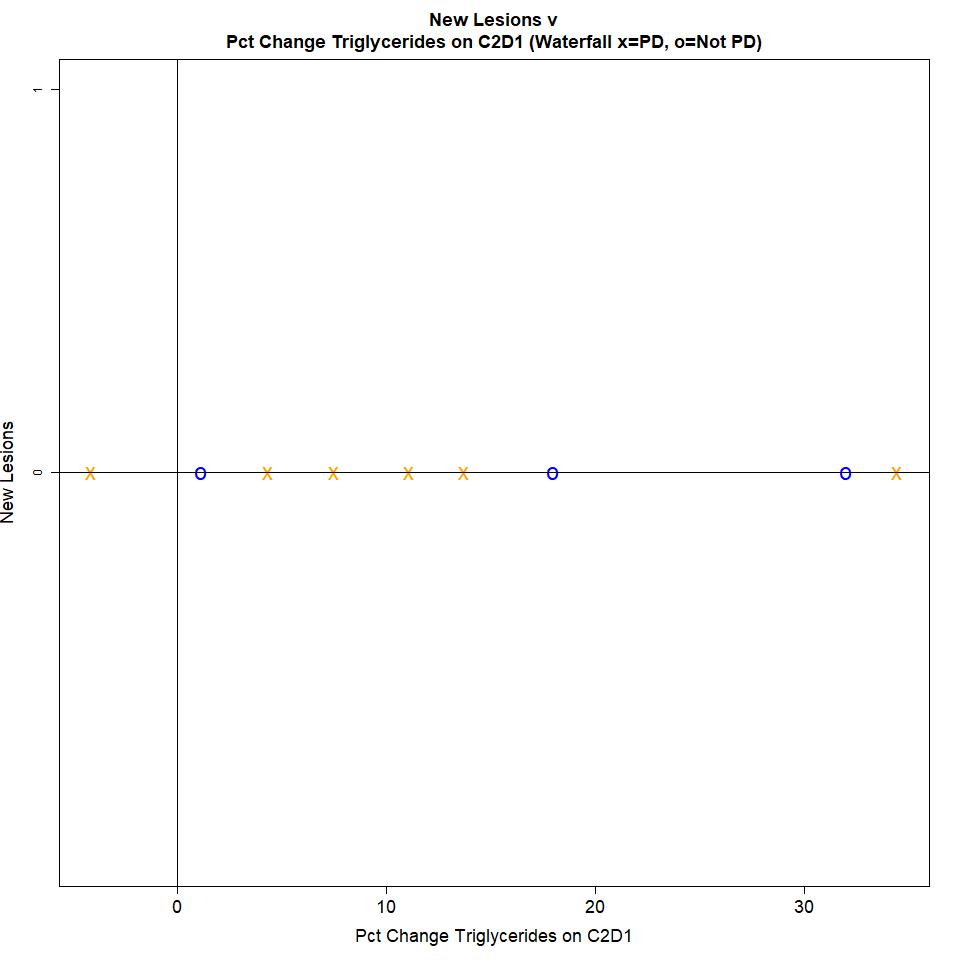 New Lesions v
Pct Change Triglycerides on C2D1 (Waterfall x=PD, o=Not PD)
1
New Lesions
0
x o x x x x o o x
0 10 20 30
Pct Change Triglycerides on C2D1